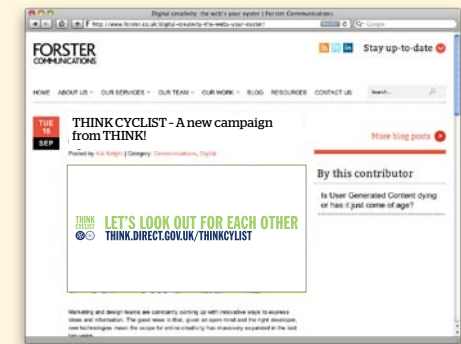 Digital creativity: the web's your oyster | Forster Communications
http://www.forster.co.uk/digital-creativity-the-webs-your-oyster/
Google
FORSTER
COMMUNICATIONS
Stay up-to-date
HOME ABOUT US OUR SERVICES OUR TEAM OUR WORK BLOG RESOURCES CONTACT US Search...
TUE
16
SEP
THINK CYCLIST - A new campaign
from THINK!
More blog posts
Posted by Kat Knight | Category: Communications, Digital
By this contributor
Is User Generated Content dying
or has it just come of age?
THINK
CYCLIST
LET'S LOOK OUT FOR EACH OTHER
THINK.DIRECT.GOV.UK/THINKCYCLIST
Marketing and design teams are constantly coming up with innovative ways to express
ideas and information. The good news is that, given an open mind and the right developer,
new technologies mean the scope for online creativity has massively expanded in the last